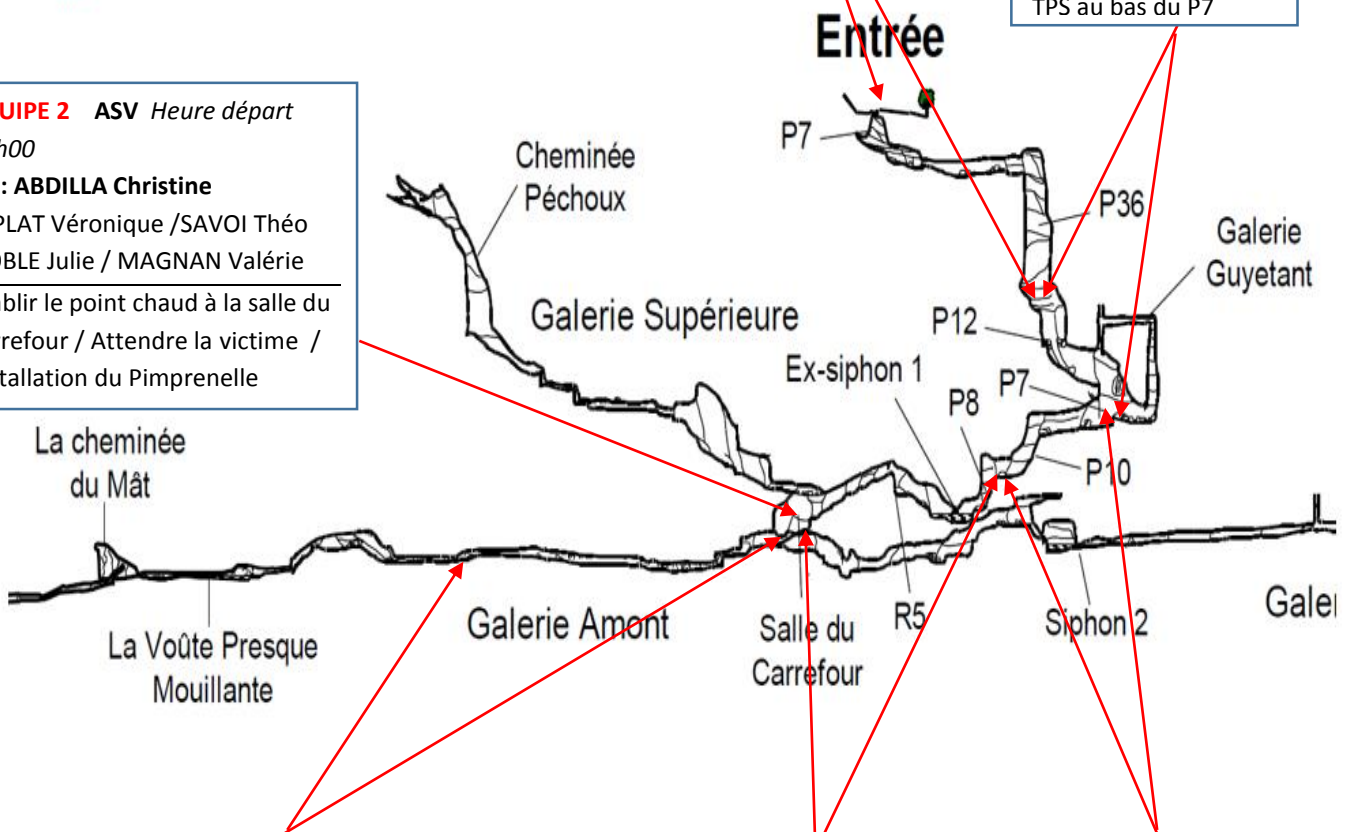 TPS au bas du P7
Entrée
UIPE 2 ASV Heure départ
h00
: ABDILLA Christine
PLAT Véronique /SAVOI Théo
OBLE Julie / MAGNAN Valérie
blir le point chaud à la salle du
refour / Attendre la victime /
tallation du Pimprenelle
P7
Cheminée
Péchoux
P36
Galerie
Guyetant
Galerie Supérieure
P12
Ex-siphon 1
P7
P8
P10
La cheminée
du Mât
La Voûte Presque
Mouillante
Galerie Amont
Salle du
Carrefour
R5
Siphon 2
Galer